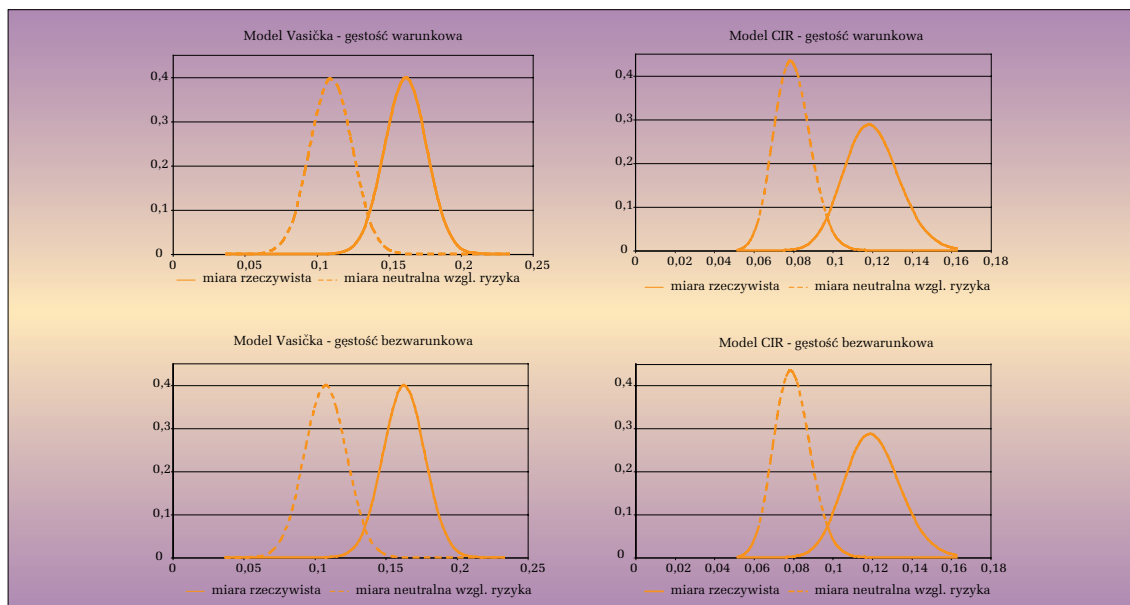 Model Vasička - gęstość warunkowa
0,4
0,3
0,2
0,1
0
0 0,05 0,1 0,15 0,2 0,25
miara rzeczywista miara neutralna wzgl. ryzyka
Model CIR - gęstość warunkowa
0,4
0,3
0,2
0,1
0
0 0,02 0,04 0,06 0,08 0,1 0,12 0,14 0,16 0,18
miara rzeczywista miara neutralna wzgl. ryzyka
Model Vasička - gęstość bezwarunkowa
0,4
0,3
0,2
0,1
0
0 0,05 0,1 0,15 0,2 0,25
miara rzeczywista miara neutralna wzgl. ryzyka
Model CIR - gęstość bezwarunkowa
0,4
0,3
0,2
0,1
0
0 0,02 0,04 0,06 0,08 0,1 0,12 0,14 0,16 0,18
miara rzeczywista miara neutralna wzgl. ryzyka